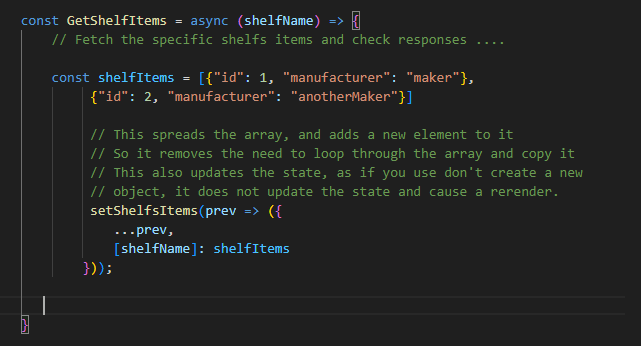 const GetShelfItems = async (shelfName) => {
// Fetch the specific shelfs items and check responses ....
const shelfItems = [{"id": 1, "manufacturer": "maker"},
{"id": 2, "manufacturer": "anotherMaker"}]
// This spreads the array, and adds a new element to it
// So it removes the need to loop through the array and copy it
// This also updates the state, as if you use don't create a new
// object, it does not update the state and cause a rerender.
setShelfsItems(prev => ({
...prev,
[shelfName]: shelfItems
}));
}